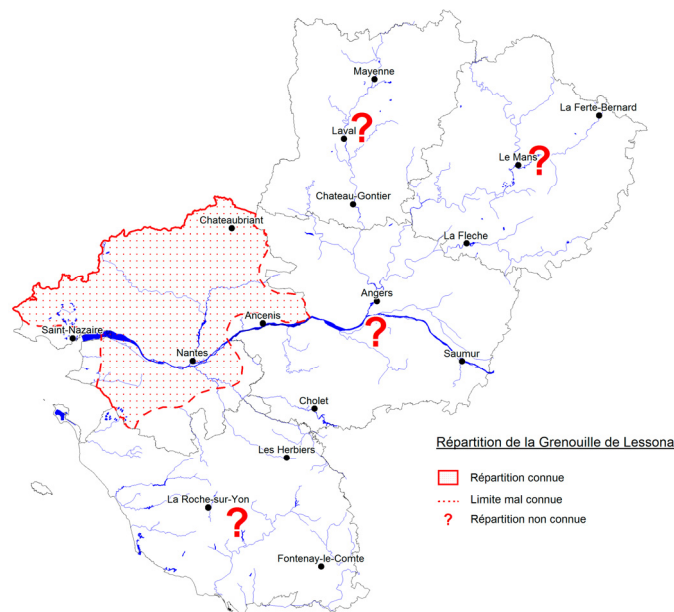 Mayenne
La Ferte-Bernard
Laval
?
Le Mans
?
Chateau-Gontier
Chateaubriant
La Fleche
Angers
Ancenis
?
Saint-Nazaire
Nantes
Saumur
Cholet
Répartition de la Grenouille de Lessona
Les Herbiers
Répartition connue
La Roche-sur-Yon
Limite mal connue
?
? Répartition non connue
Fontenay-le-Comte